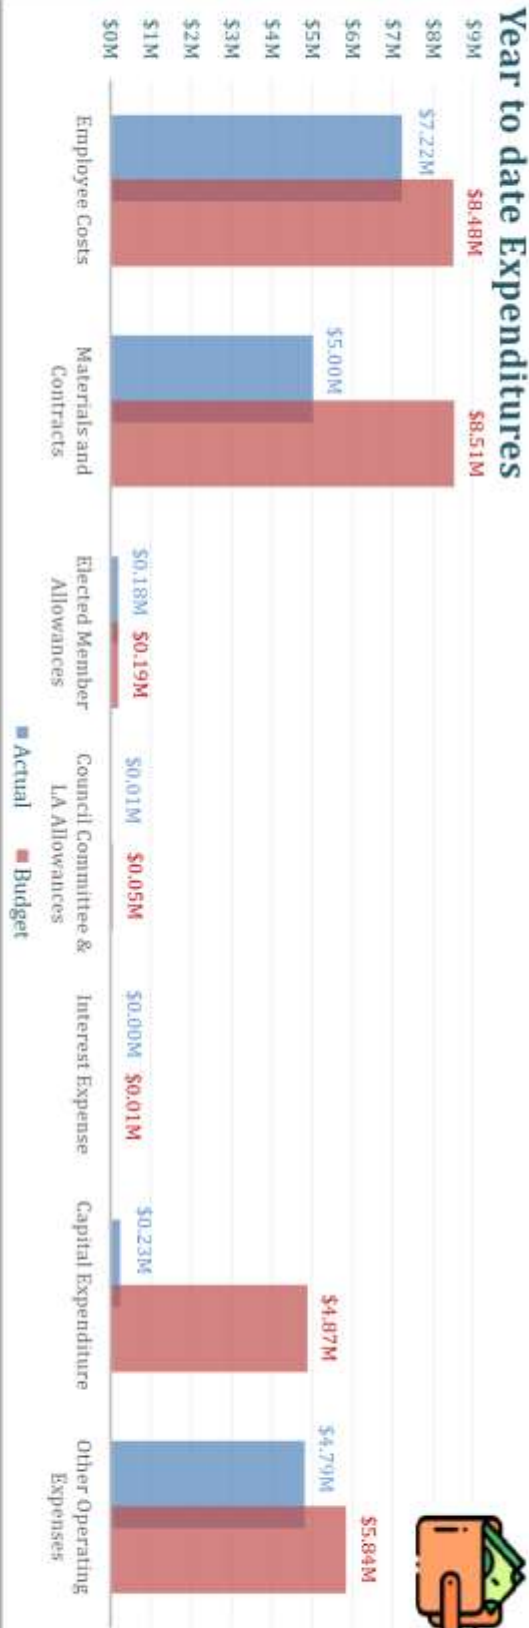 Year to date Expenditures
$9M
$8M
$7M
$6M
$5M
$4M
$3M
$2M
$1M
$0M
$7.22M
$8.48M
$5.00M
$8.51M
$0.18M
$0.19M
$0.01M
$0.05M
$0.00M
$0.01M
$0.23M
$4.87M
$4.79M
$5.84M
Employee Costs
Materials and
Contracts
Elected Member
Allowances
Council Committee &
LA Allowances
Interest Expense
Capital Expenditure
Other Operating
Expenses
Actual
Budget